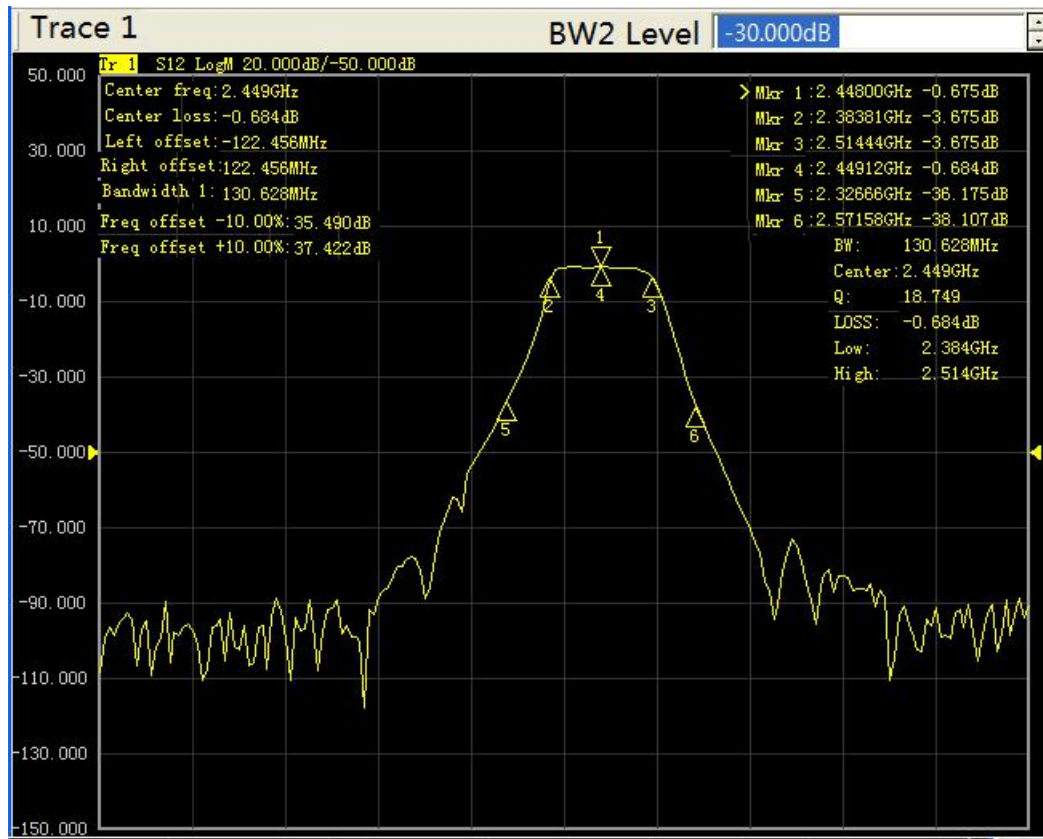 Trace 1
BW2 Level -30.000dB
Tr 1 S12 LogM 20.000dB/-50.000dB
50.000
30.000
10.000
-10.000
-30.000
-50.000
-70.000
-90.000
-110.000
-130.000
-150.000
Center freq:2.449GHz
Center loss:-0.684dB
Left offset:-122.456MHz
Right offset:122.456MHz
Bandwidth 1: 130.628MHz
Freq offset -10.00%:35.490dB
Freq offset +10.00%:37.422dB
>Mkr 1:2.44800GHz -0.675dB
Mkr 2:2.38381GHz -3.675dB
Mkr 3:2.51444GHz -3.675dB
Mkr 4:2.44912GHz -0.684dB
Mkr 5:2.32666GHz -36.175dB
Mkr 6:2.57158GHz -38.107dB
BW: 130.628MHz
Center:2.449GHz
Q: 18.749
LOSS: -0.684dB
Low: 2.384GHz
High: 2.514GHz
1
2
4
3
5
6